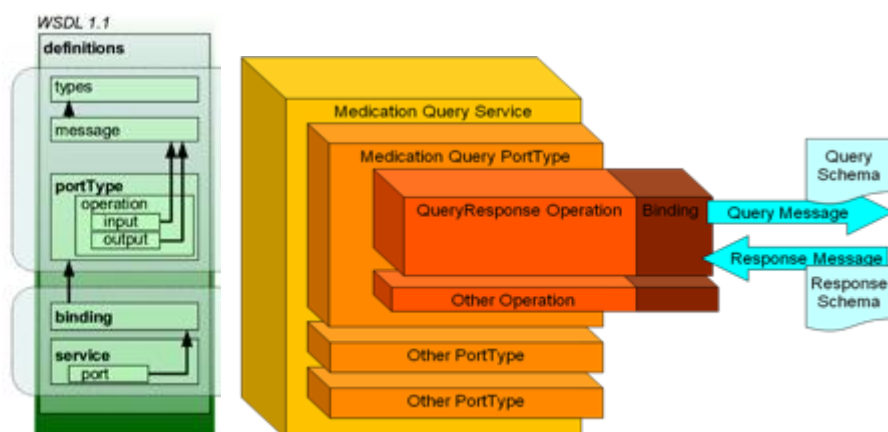 WSDL 1.1
definitions
types
message
portType
operation
input
output
binding
service
port
Medication Query Service
Medication Query PortType
QueryResponse Operation
Binding
Other Operation
Other PortType
Other PortType
Query
Schema
Query Message
Response Message
Response
Schema